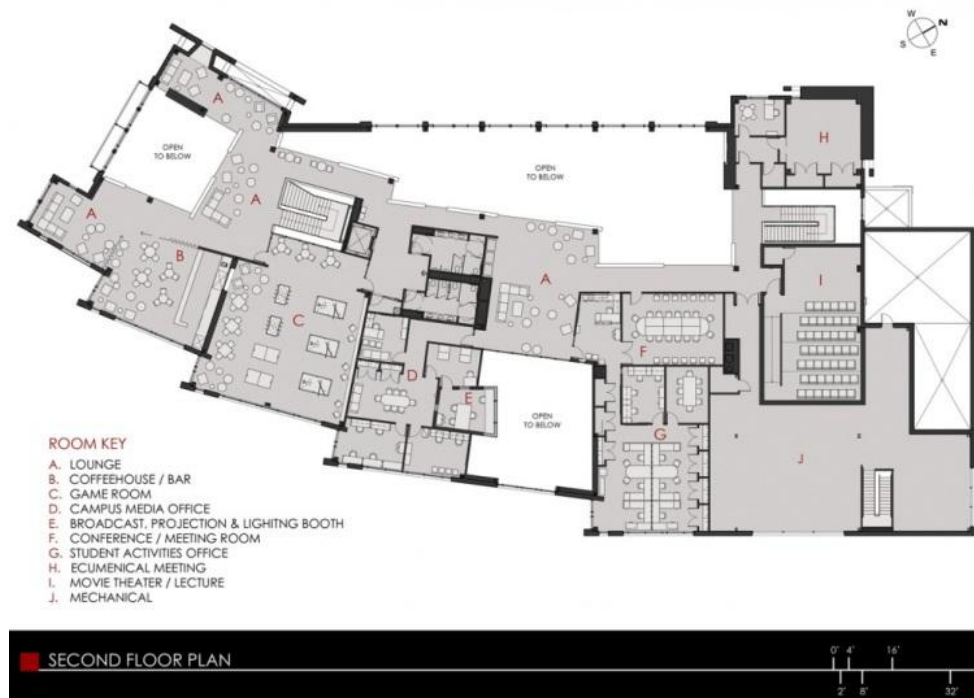 W
N
S
E
A
H
OPEN
TO BELOW
OPEN
TO BELOW
A
A
B
A
I
C
F
D
E
OPEN
TO BELOW
G
J
ROOM KEY
A. LOUNGE
B. COFFEEHOUSE / BAR
C. GAME ROOM
D. CAMPUS MEDIA OFFICE
E. BROADCAST, PROJECTION & LIGHITNG BOOTH
F. CONFERENCE / MEETING ROOM
G. STUDENT ACTIVITIES OFFICE
H. ECUMENICAL MEETING
I. MOVIE THEATER / LECTURE
J. MECHANICAL
SECOND FLOOR PLAN
0' 4' 16'
2' 8' 32'